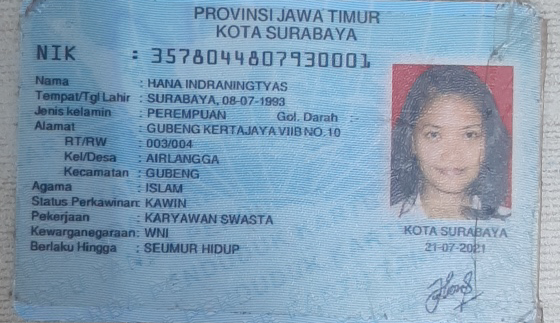 PROVINSI JAWA TIMUR
KOTA SURABAYA
NIK : 3578044807930001
Nama : HANA INDRANINGTYAS
Tempat/Tgl Lahir : SURABAYA, 08-07-1993
Jenis kelamin : PEREMPUAN Gol. Darah :-
Alamat : GUBENG KERTAJAYA VIIB NO.10
RT/RW : 003/004
Kel/Desa : AIRLANGGA
Kecamatan : GUBENG
Agama : ISLAM
Status Perkawinan: KAWIN
Pekerjaan : KARYAWAN SWASTA
Kewarganegaraan: WNI
Berlaku Hingga : SEUMUR HIDUP
KOTA SURABAYA
21-07-2021